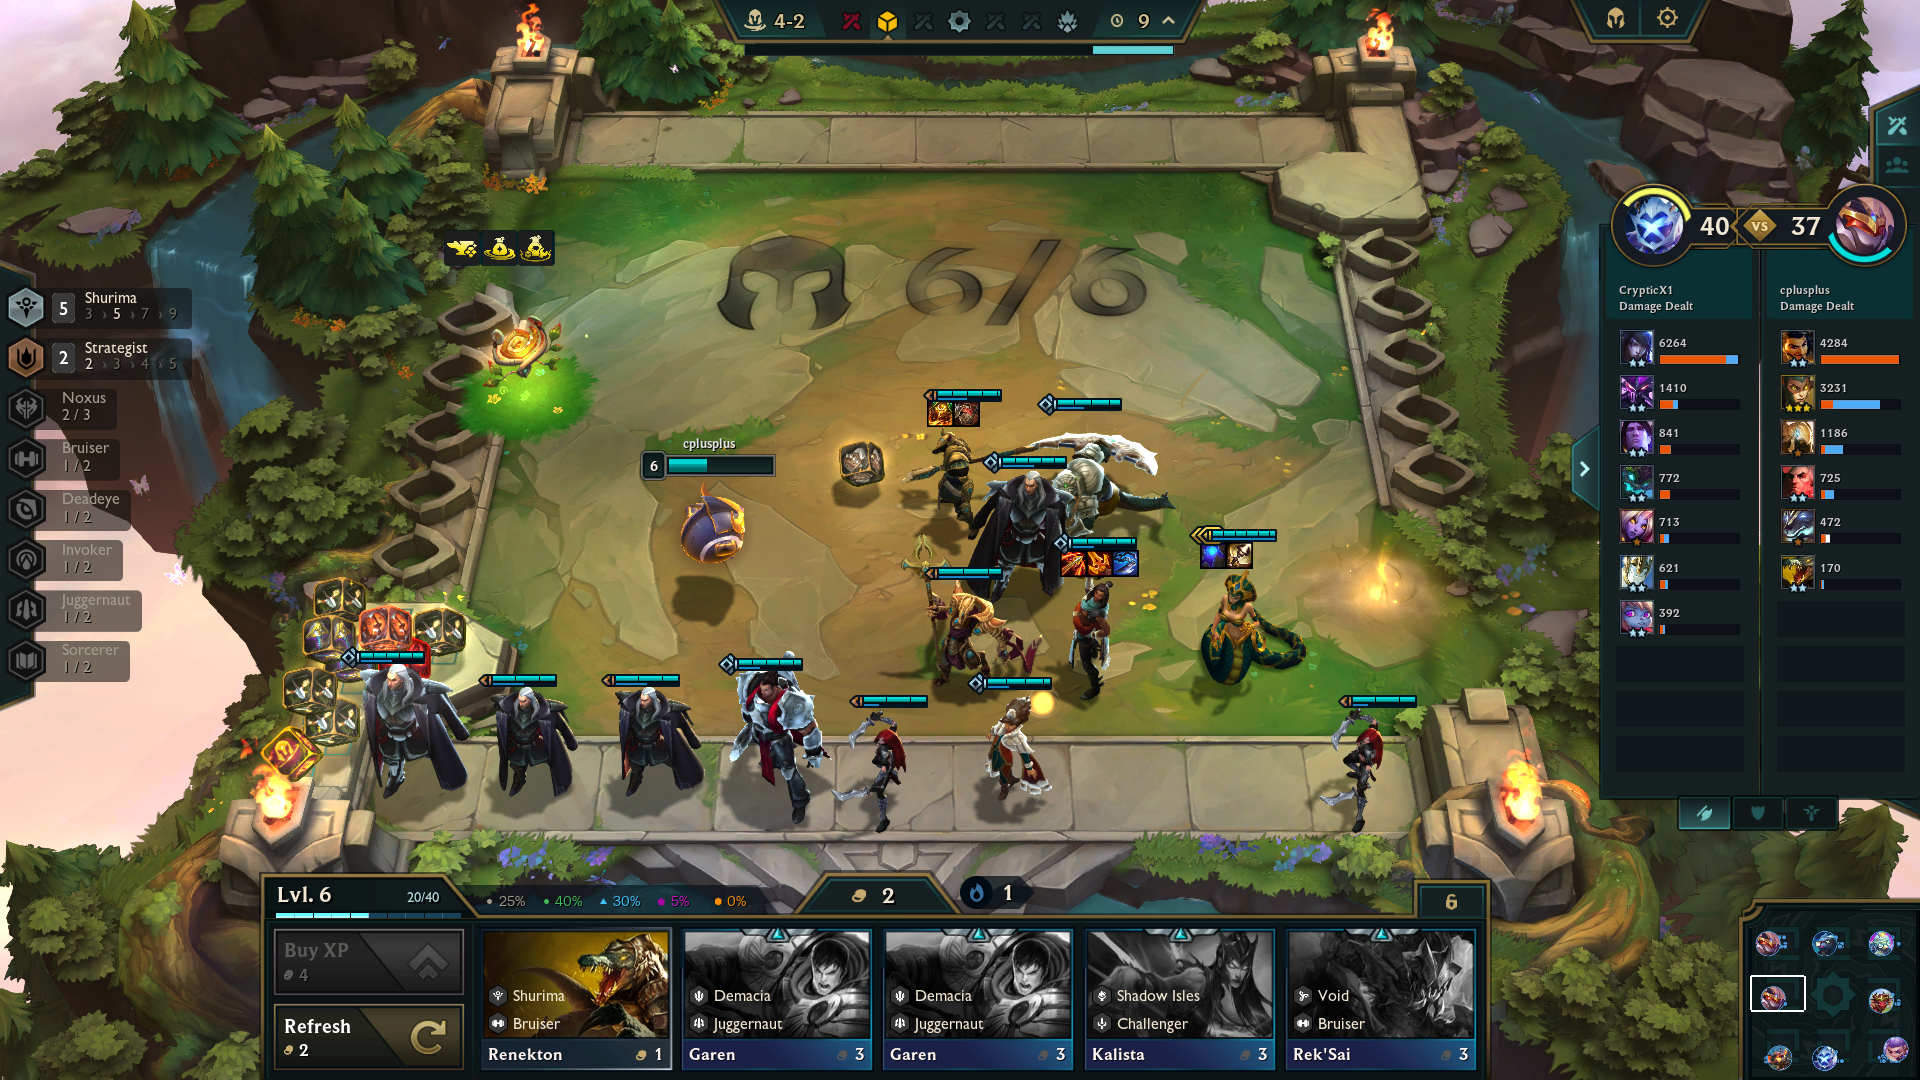 4-2
9
6/6
40
VS
37
CrypticX1
Damage Dealt
cplusplus
Damage Dealt
6264
4284
1410
3231
841
1186
772
725
713
472
621
170
392
5
Shurima
3 › 5 › 7 › 9
2
Strategist
2 › 3 › 4 › 5
Noxus
2 / 3
Bruiser
1 / 2
Deadeye
1 / 2
Invoker
1 / 2
Juggernaut
1 / 2
Sorcerer
1 / 2
cplusplus
6
Lvl. 6
20/40
25%
40%
30%
5%
0%
2
1
6
Buy XP
4
Refresh
2
Shurima
Bruiser
Renekton
1
Demacia
Juggernaut
Garen
3
Demacia
Juggernaut
Garen
3
Shadow Isles
Challenger
Kalista
3
Void
Bruiser
Rek'Sai
3